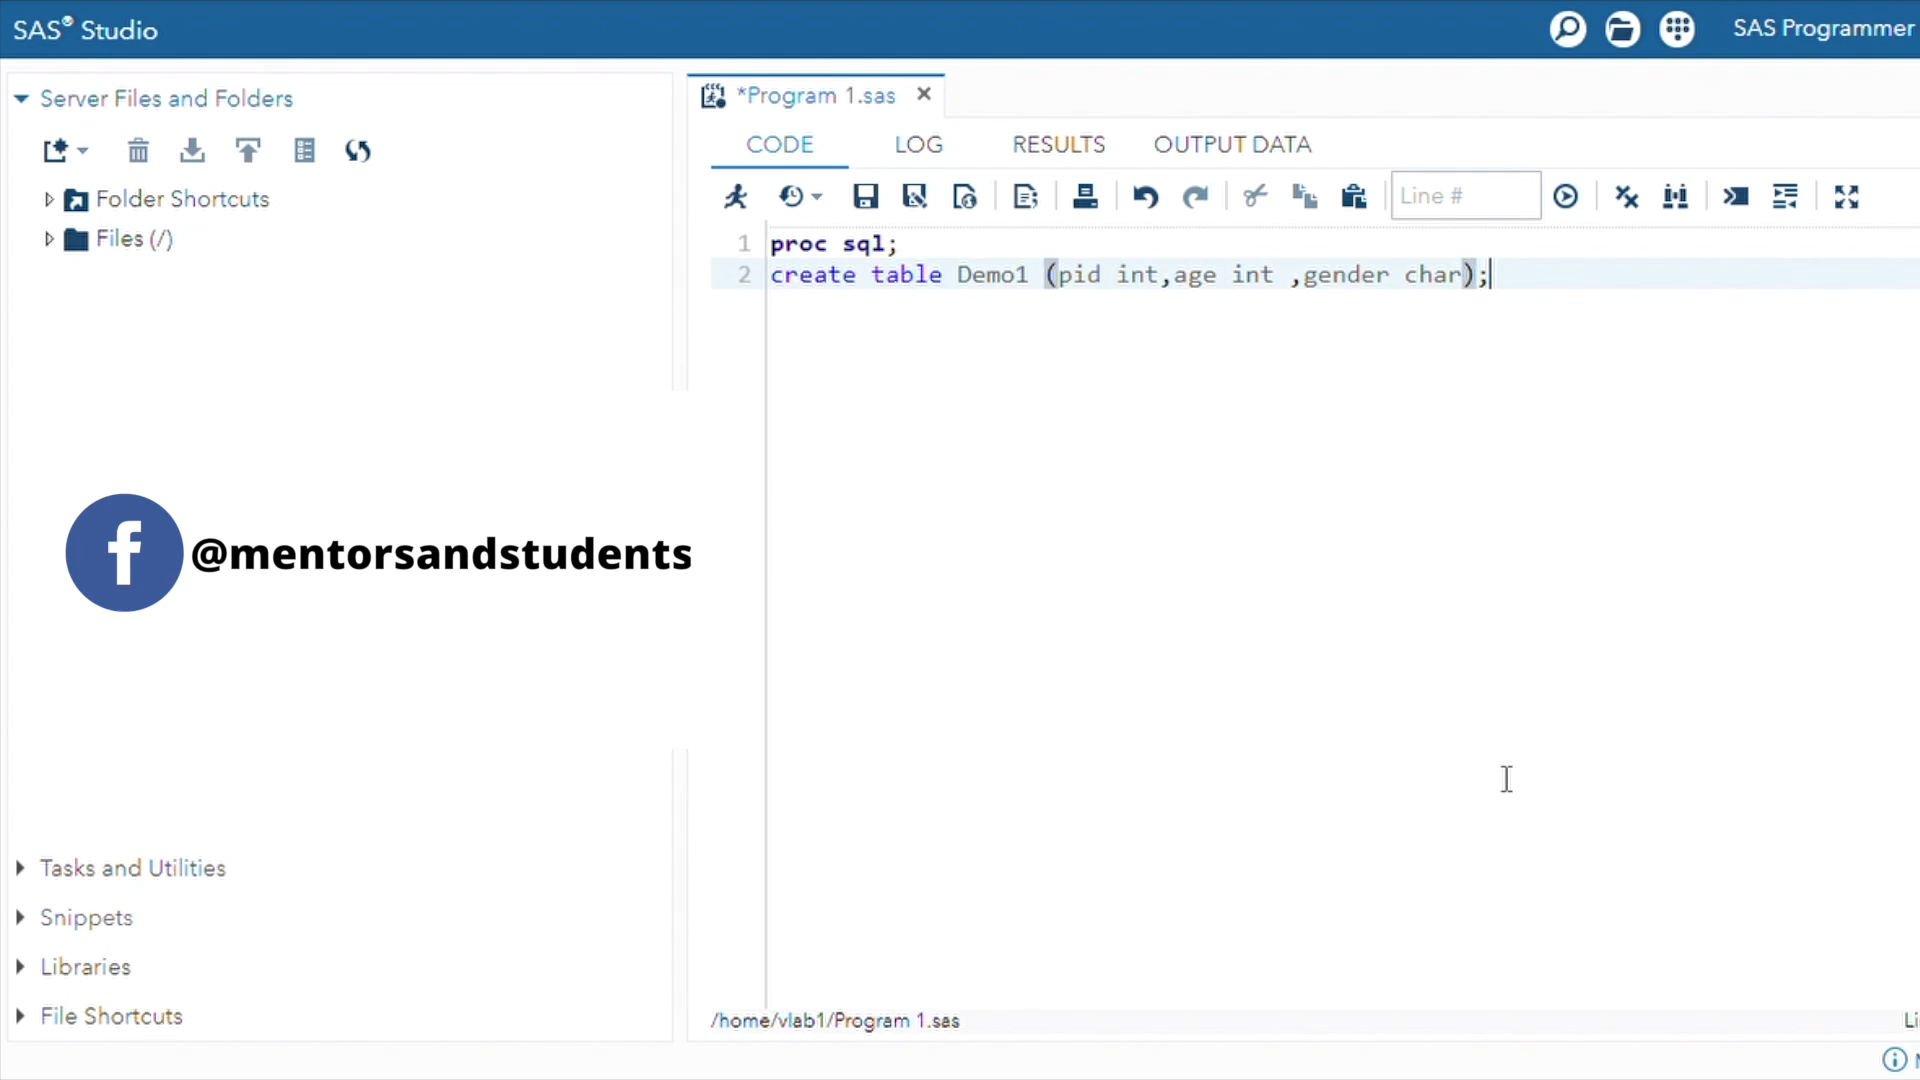 SAS® Studio
SAS Programmer
Server Files and Folders
Folder Shortcuts
Files (/)
@mentorsandstudents
Tasks and Utilities
Snippets
Libraries
File Shortcuts
*Program 1.sas
CODE LOG RESULTS OUTPUT DATA
Line #
1 proc sql;
2 create table Demo1 (pid int,age int ,gender char);
/home/vlab1/Program 1.sas